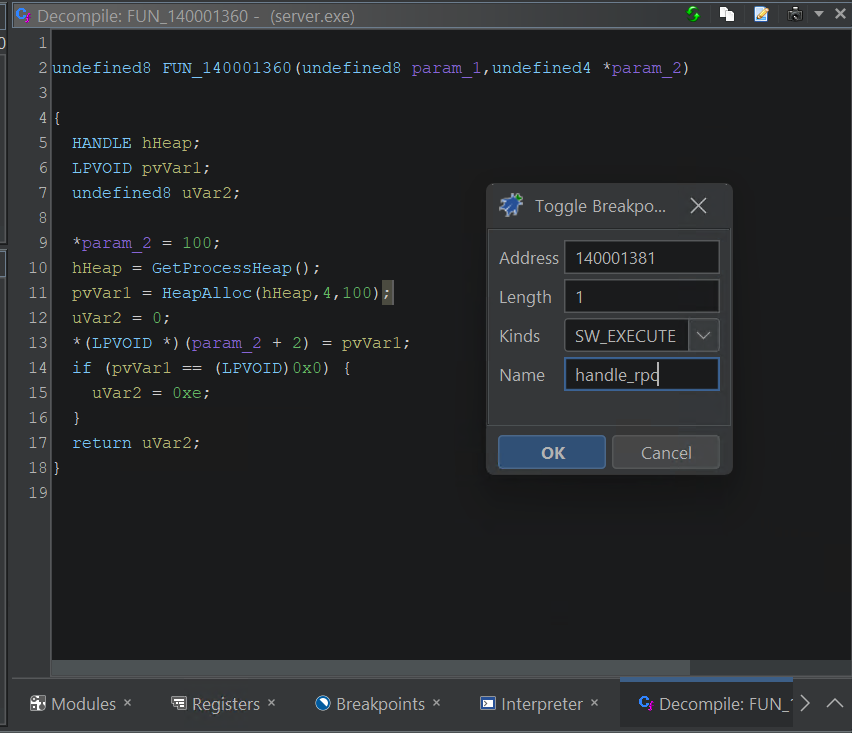 Decompile: FUN_140001360 - (server.exe)
1
2 undefined8 FUN_140001360(undefined8 param_1,undefined4 *param_2)
3
4 {
5 HANDLE hHeap;
6 LPVOID pvVar1;
7 undefined8 uVar2;
8
9 *param_2 = 100;
10 hHeap = GetProcessHeap();
11 pvVar1 = HeapAlloc(hHeap,4,100);
12 uVar2 = 0;
13 *(LPVOID *)(param_2 + 2) = pvVar1;
14 if (pvVar1 == (LPVOID)0x0) {
15 uVar2 = 0xe;
16 }
17 return uVar2;
18 }
19
Toggle Breakpo...
Address 140001381
Length 1
Kinds SW_EXECUTE
Name handle_rpc
OK Cancel
Modules × Registers × Breakpoints × Interpreter × Decompile: FUN_